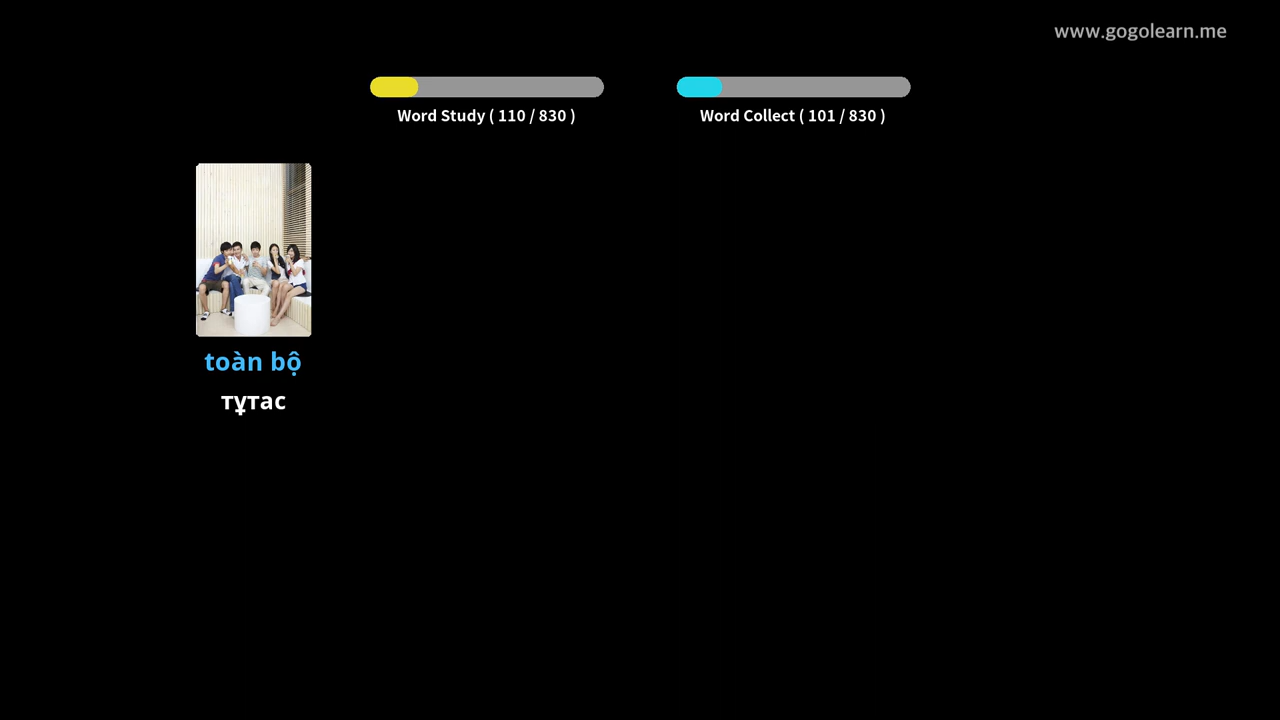 www.gogolearn.me
Word Study ( 110 / 830 )
Word Collect ( 101 / 830 )
toàn bộ
тұтас